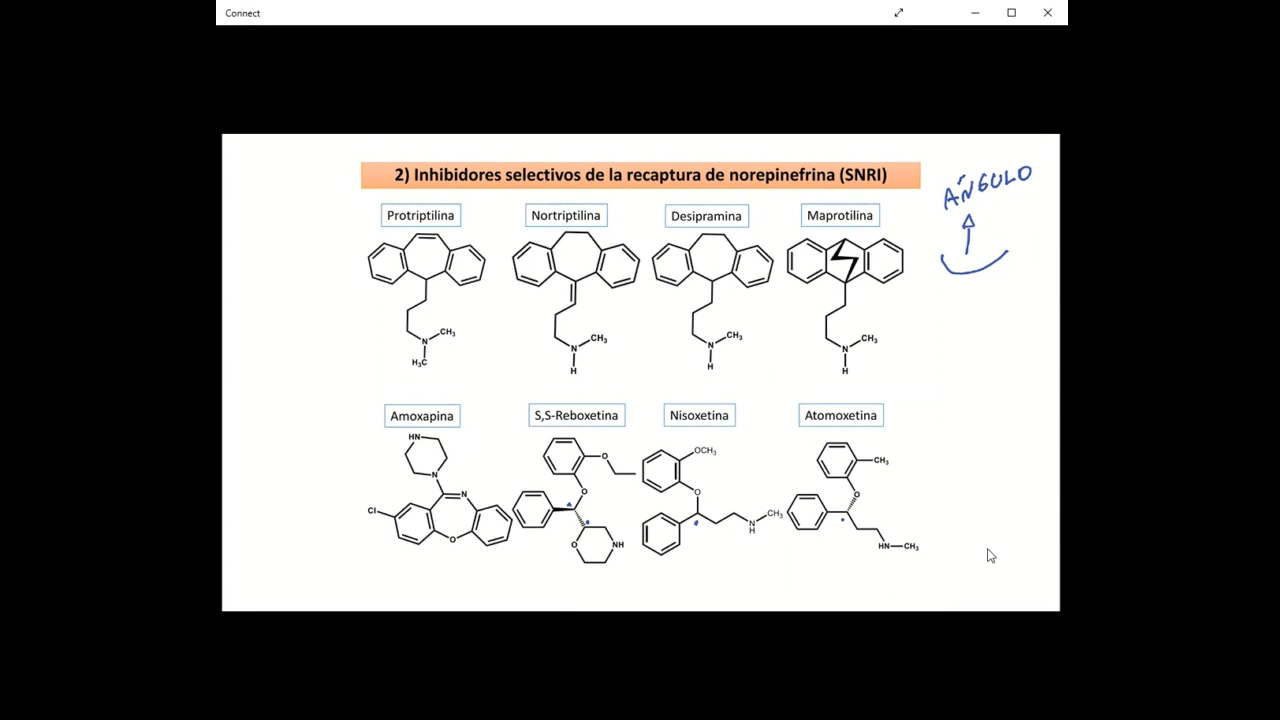 Connect
2) Inhibidores selectivos de la recaptura de norepinefrina (SNRI)
ÁNGULO
Protriptilina
Nortriptilina
Desipramina
Maprotilina
N
CH3
H3C
N
CH3
H
N
CH3
H
N
CH3
H
Amoxapina
S,S-Reboxetina
Nisoxetina
Atomoxetina
HN
N
N
Cl
O
O
O
*
*
O
NH
OCH3
O
*
N
H
CH3
CH3
O
*
HN
CH3